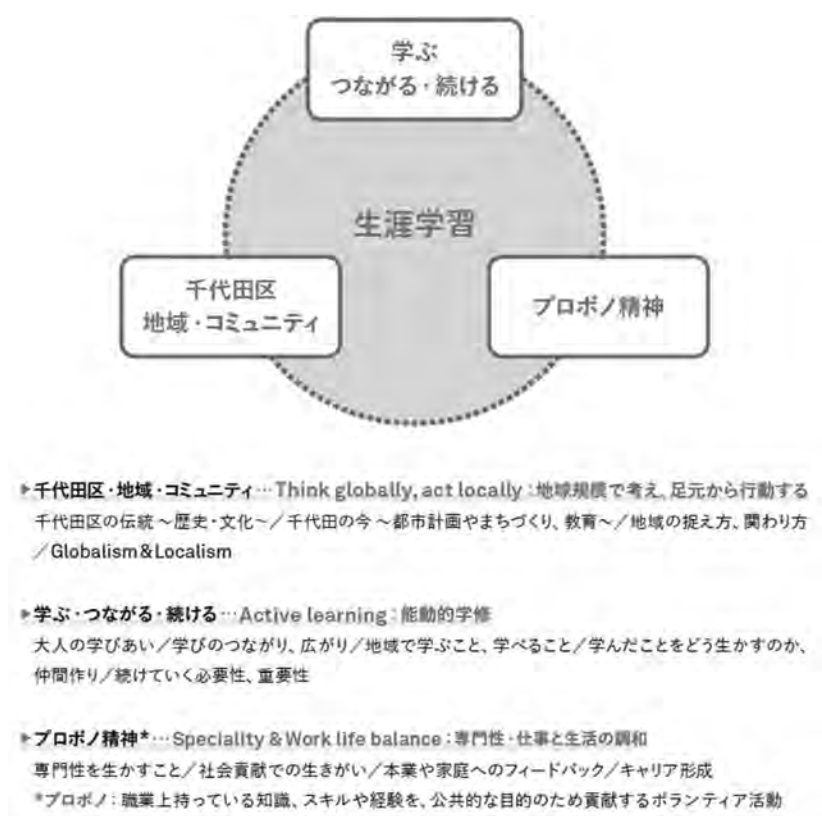 学ぶ
つながる・続ける
生涯学習
千代田区
地域・コミュニティ
プロボノ精神
▶千代田区・地域・コミュニティ…Think globally, act locally：地球規模で考え、足元から行動する
千代田区の伝統 ～歴史・文化～／千代田の今 ～都市計画やまちづくり、教育～／地域の捉え方、関わり方
／Globalism＆Localism
▶学ぶ・つながる・続ける…Active learning：能動的学修
大人の学びあい／学びのつながり、広がり／地域で学ぶこと、学べること／学んだことをどう生かすのか、
仲間作り／続けていく必要性、重要性
▶プロボノ精神*…Speciality & Work life balance：専門性・仕事と生活の調和
専門性を生かすこと／社会貢献での生きがい／本業や家庭へのフィードバック／キャリア形成
*プロボノ：職業上持っている知識、スキルや経験を、公共的な目的のため貢献するボランティア活動